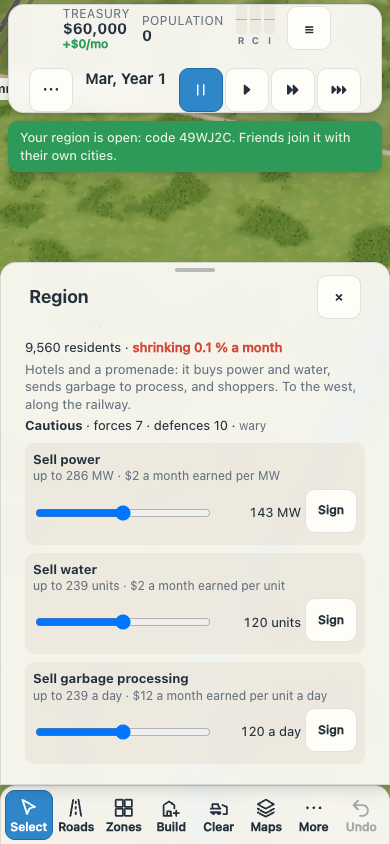 TREASURY
$60,000
+$0/mo
POPULATION
0
R C I
≡
···
Mar, Year 1
Your region is open: code 49WJ2C. Friends join it with
their own cities.
Region
×
9,560 residents · shrinking 0.1 % a month
Hotels and a promenade: it buys power and water,
sends garbage to process, and shoppers. To the west,
along the railway.
Cautious · forces 7 · defences 10 · wary
Sell power
up to 286 MW · $2 a month earned per MW
143 MW
Sign
Sell water
up to 239 units · $2 a month earned per unit
120 units
Sign
Sell garbage processing
up to 239 a day · $12 a month earned per unit a day
120 a day
Sign
Select
Roads
Zones
Build
Clear
Maps
More
Undo